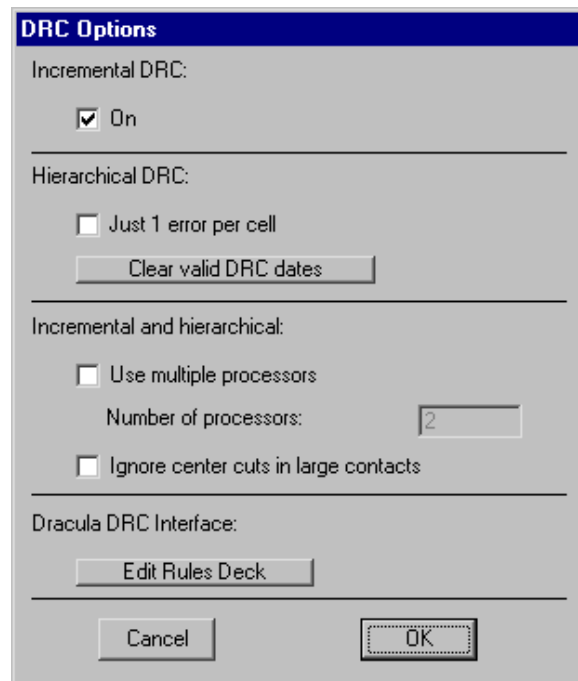 DRC Options
Incremental DRC:
On
Hierarchical DRC:
Just 1 error per cell
Clear valid DRC dates
Incremental and hierarchical:
Use multiple processors
Number of processors: 2
Ignore center cuts in large contacts
Dracula DRC Interface:
Edit Rules Deck
Cancel OK